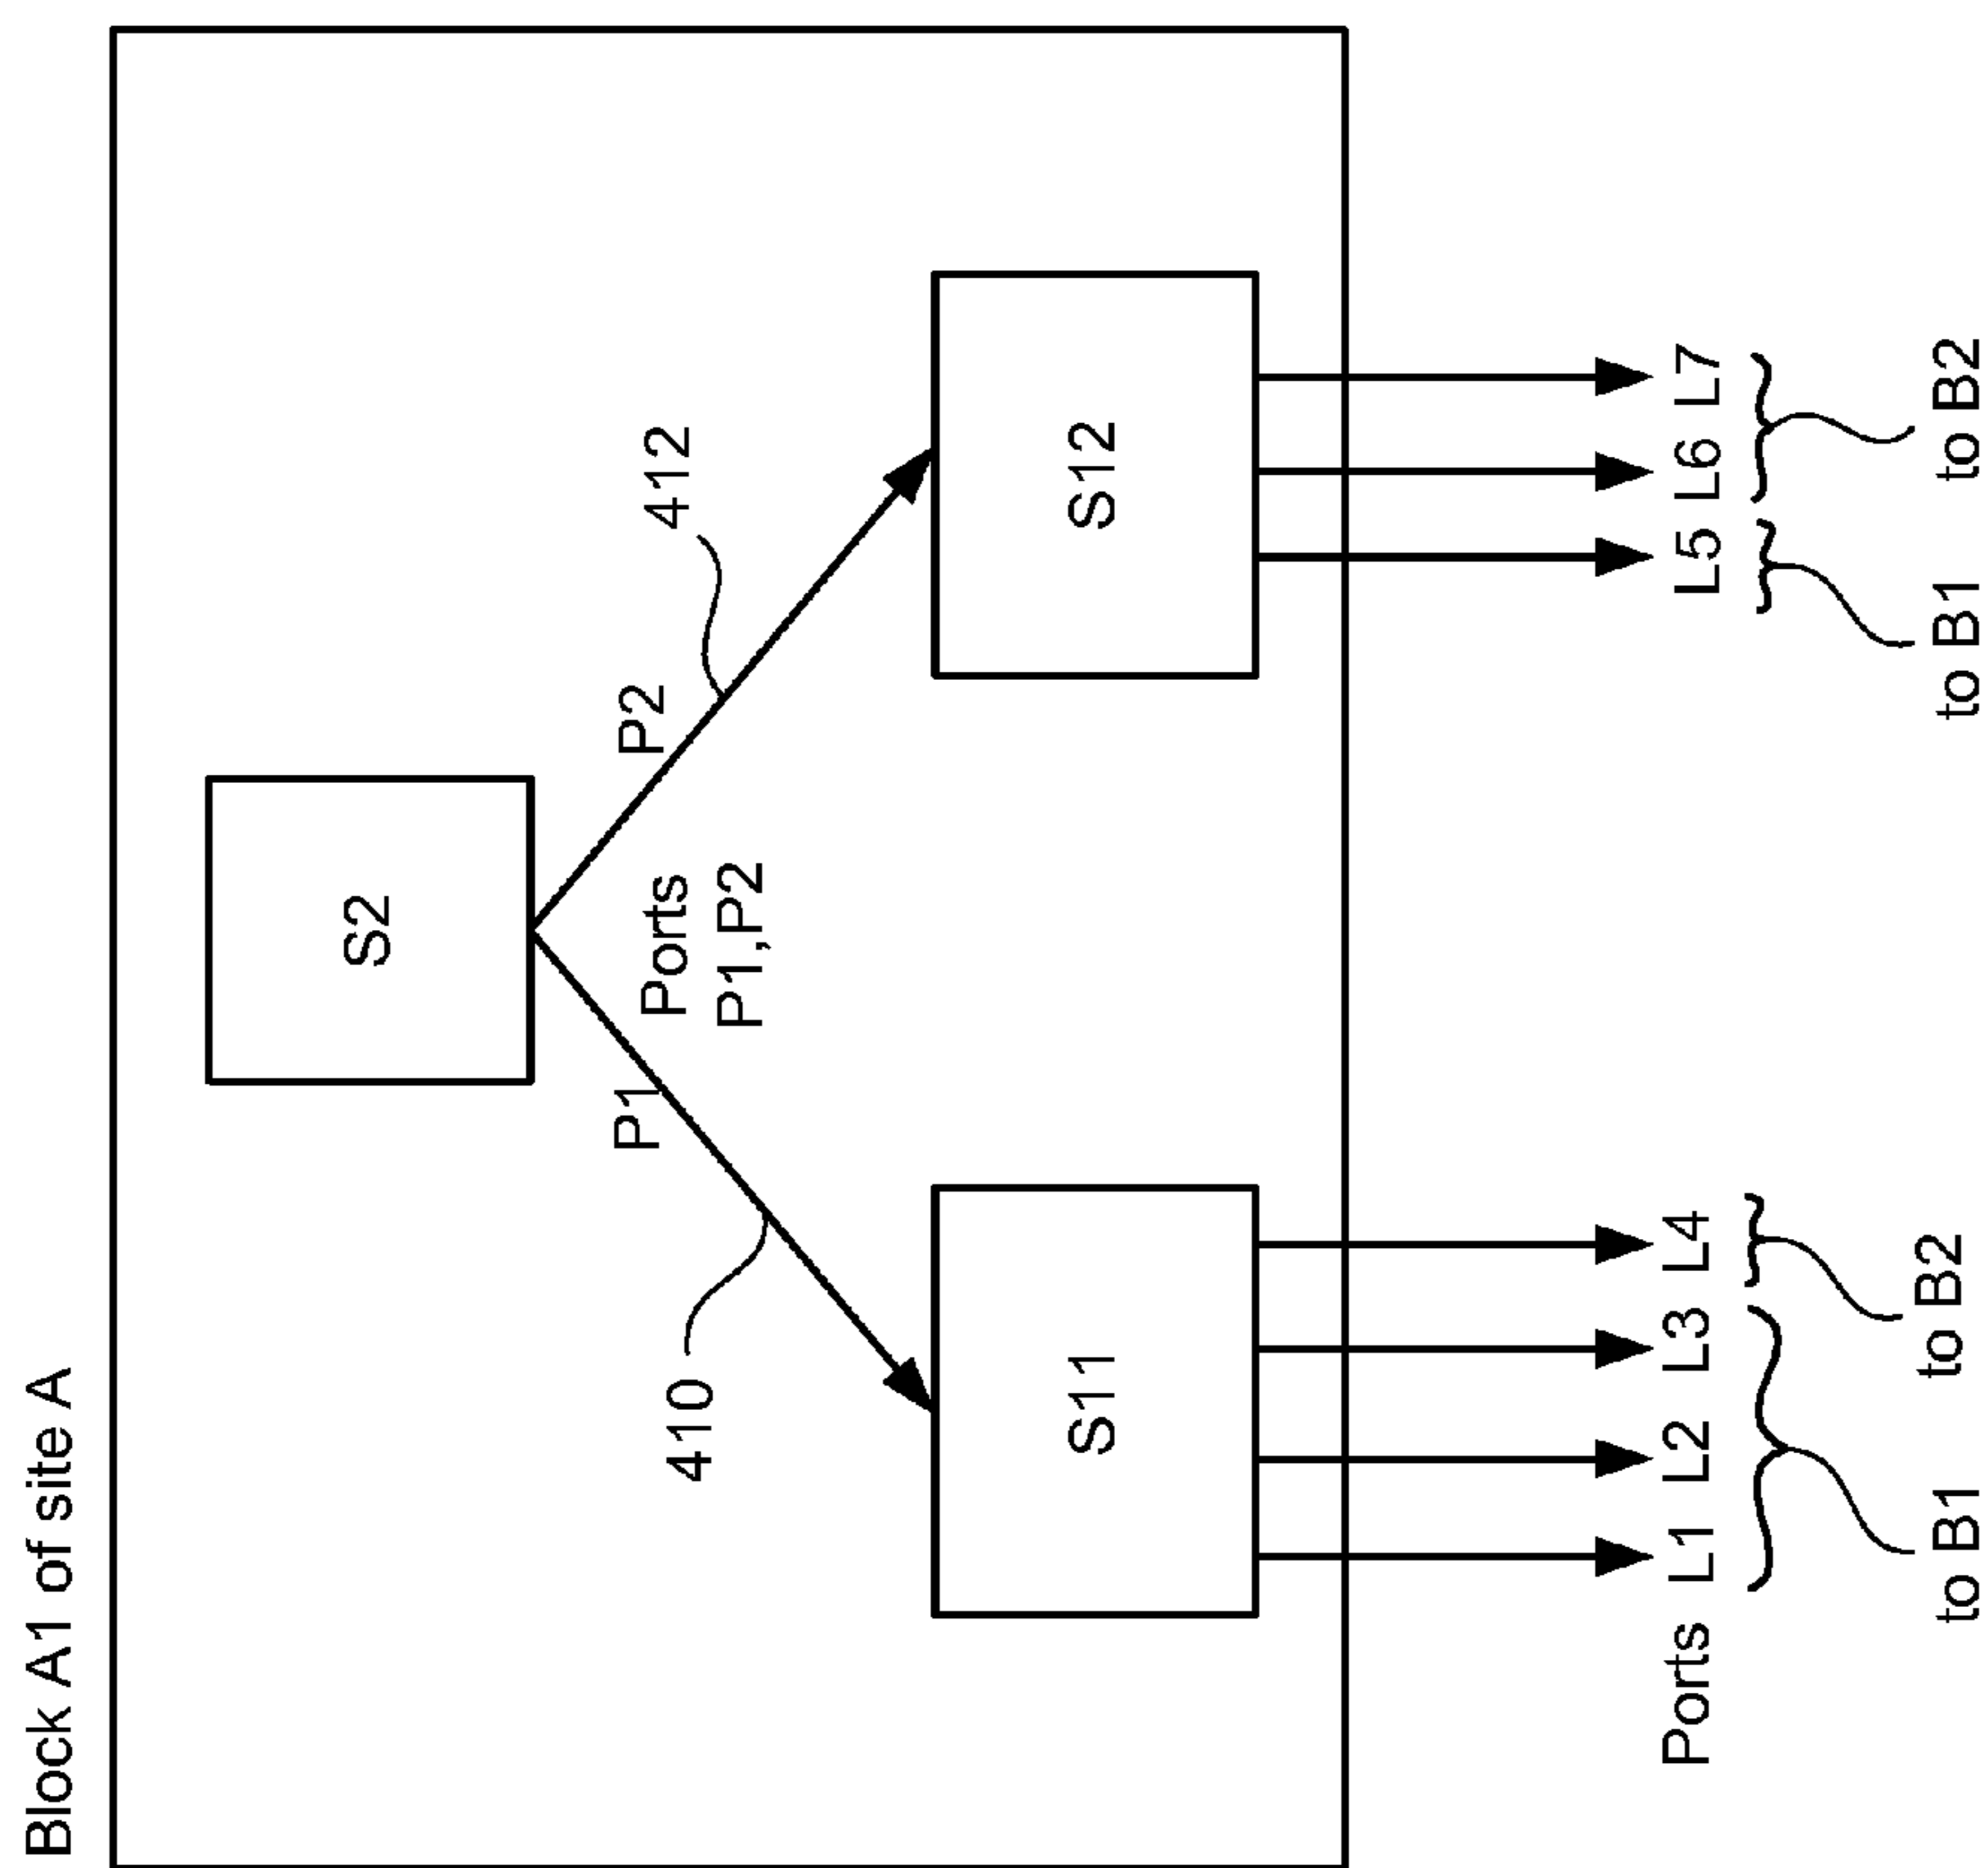 Block A1 of site A
S2
P1
P2
Ports
P1,P2
410
412
S11
S12
Ports L1 L2 L3 L4
L5 L6 L7
to B1
to B2
to B1
to B2